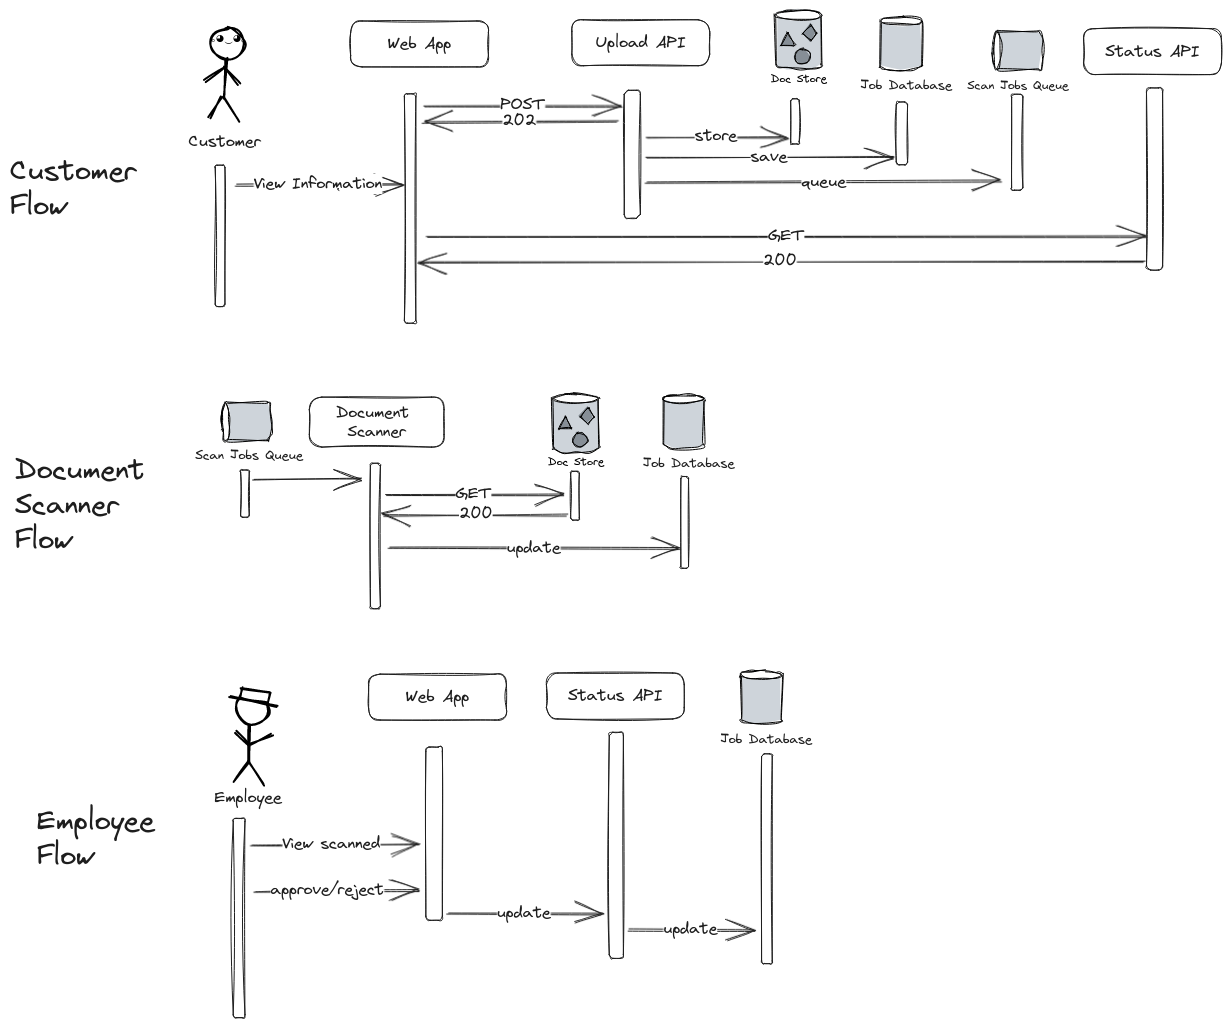 Web App
Upload API
Status API
Doc Store
Job Database
Scan Jobs Queue
Customer
POST
202
store
save
Customer
Flow
View Information
queue
GET
200
Document
Scanner
Scan Jobs Queue
Doc Store
Job Database
Document
Scanner
Flow
GET
200
update
Web App
Status API
Job Database
Employee
Employee
Flow
View scanned
approve/reject
update
update